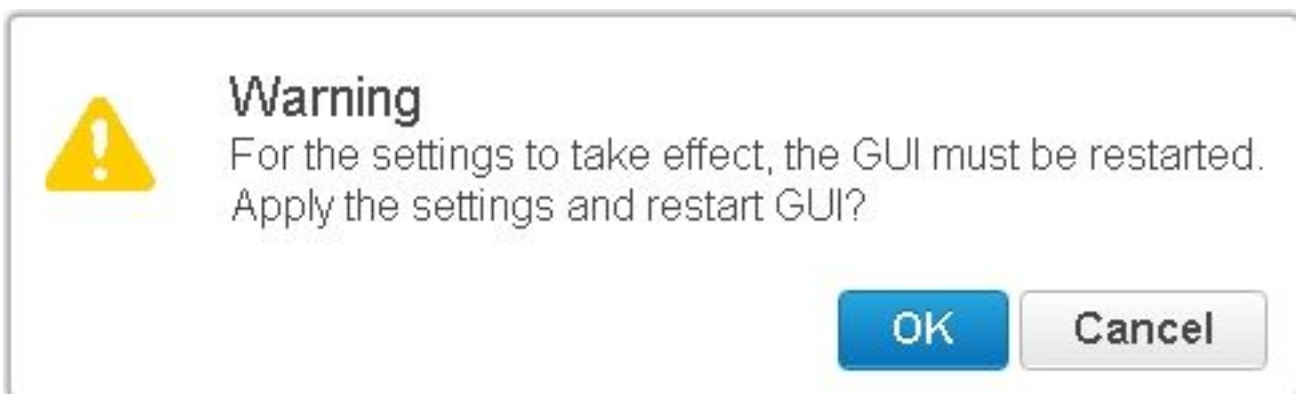 Warning
For the settings to take effect, the GUI must be restarted.
Apply the settings and restart GUI?
OK Cancel